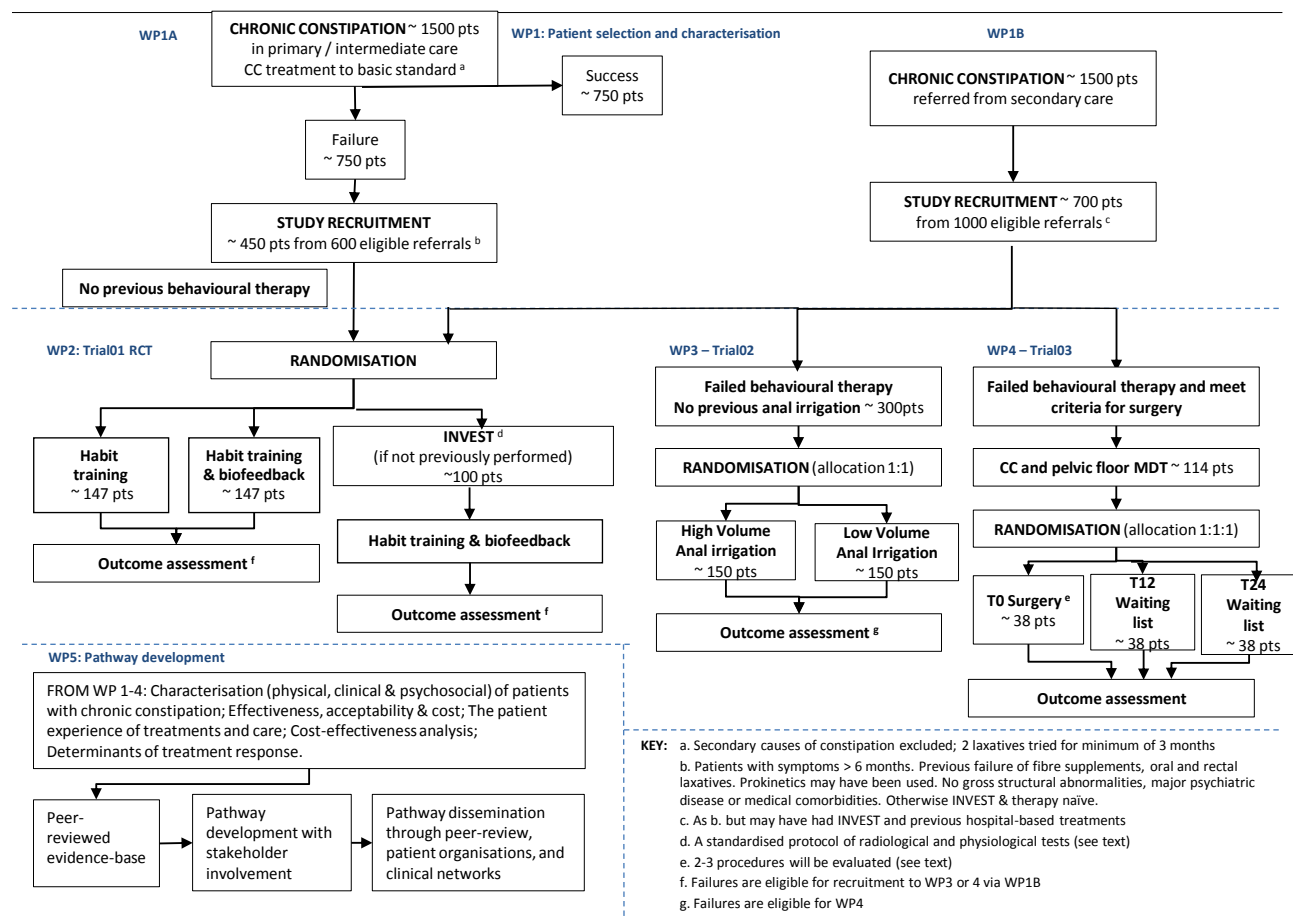 WP1A
CHRONIC CONSTIPATION ~ 1500 pts
in primary / intermediate care
CC treatment to basic standard ᵃ
WP1: Patient selection and characterisation
WP1B
Success
~ 750 pts
CHRONIC CONSTIPATION ~ 1500 pts
referred from secondary care
Failure
~ 750 pts
STUDY RECRUITMENT
~ 450 pts from 600 eligible referrals ᵇ
STUDY RECRUITMENT ~ 700 pts
from 1000 eligible referrals ᶜ
No previous behavioural therapy
WP2: Trial01 RCT
RANDOMISATION
Habit
training
~ 147 pts
Habit training
& biofeedback
~ 147 pts
Outcome assessment ᶠ
INVEST ᵈ
(if not previously performed)
~100 pts
Habit training & biofeedback
Outcome assessment ᶠ
WP3 – Trial02
Failed behavioural therapy
No previous anal irrigation ~ 300pts
RANDOMISATION (allocation 1:1)
High Volume
Anal irrigation
~ 150 pts
Low Volume
Anal Irrigation
~ 150 pts
Outcome assessment ᵍ
WP4 – Trial03
Failed behavioural therapy and meet
criteria for surgery
CC and pelvic floor MDT ~ 114 pts
RANDOMISATION (allocation 1:1:1)
T0 Surgery ᵉ
~ 38 pts
T12
Waiting
list
~ 38 pts
T24
Waiting
list
~ 38 pts
Outcome assessment
WP5: Pathway development
FROM WP 1-4: Characterisation (physical, clinical & psychosocial) of patients
with chronic constipation; Effectiveness, acceptability & cost; The patient
experience of treatments and care; Cost-effectiveness analysis;
Determinants of treatment response.
Peer-
reviewed
evidence-base
Pathway
development with
stakeholder
involvement
Pathway dissemination
through peer-review,
patient organisations, and
clinical networks
KEY: a. Secondary causes of constipation excluded; 2 laxatives tried for minimum of 3 months
b. Patients with symptoms > 6 months. Previous failure of fibre supplements, oral and rectal
laxatives. Prokinetics may have been used. No gross structural abnormalities, major psychiatric
disease or medical comorbidities. Otherwise INVEST & therapy naïve.
c. As b. but may have had INVEST and previous hospital-based treatments
d. A standardised protocol of radiological and physiological tests (see text)
e. 2-3 procedures will be evaluated (see text)
f. Failures are eligible for recruitment to WP3 or 4 via WP1B
g. Failures are eligible for WP4